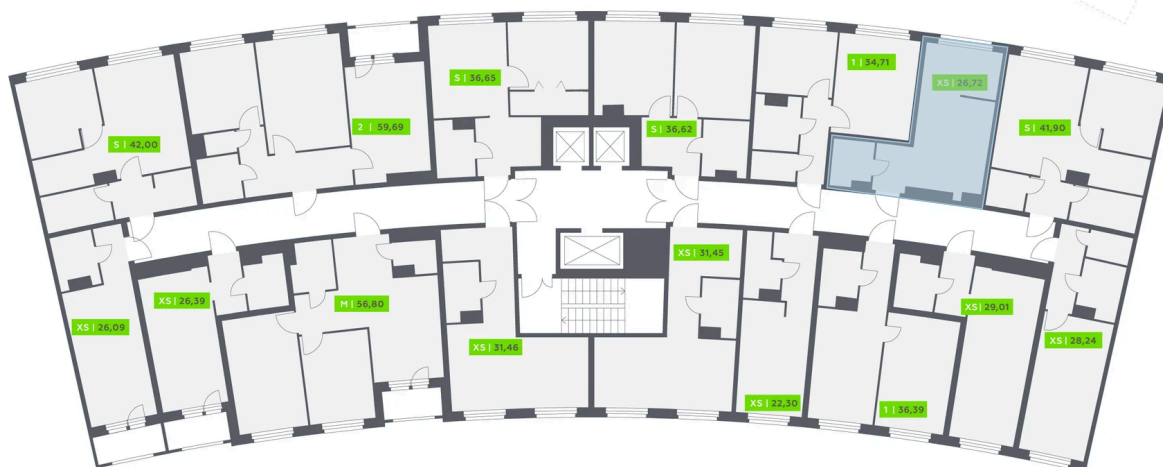 S | 36,65
1 | 34,71
XS | 26,72
2 | 59,69
S | 36,62
S | 41,90
S | 42,00
XS | 31,45
XS | 26,39
M | 56,80
XS | 29,01
XS | 26,09
XS | 31,46
XS | 28,24
XS | 22,30
1 | 36,39